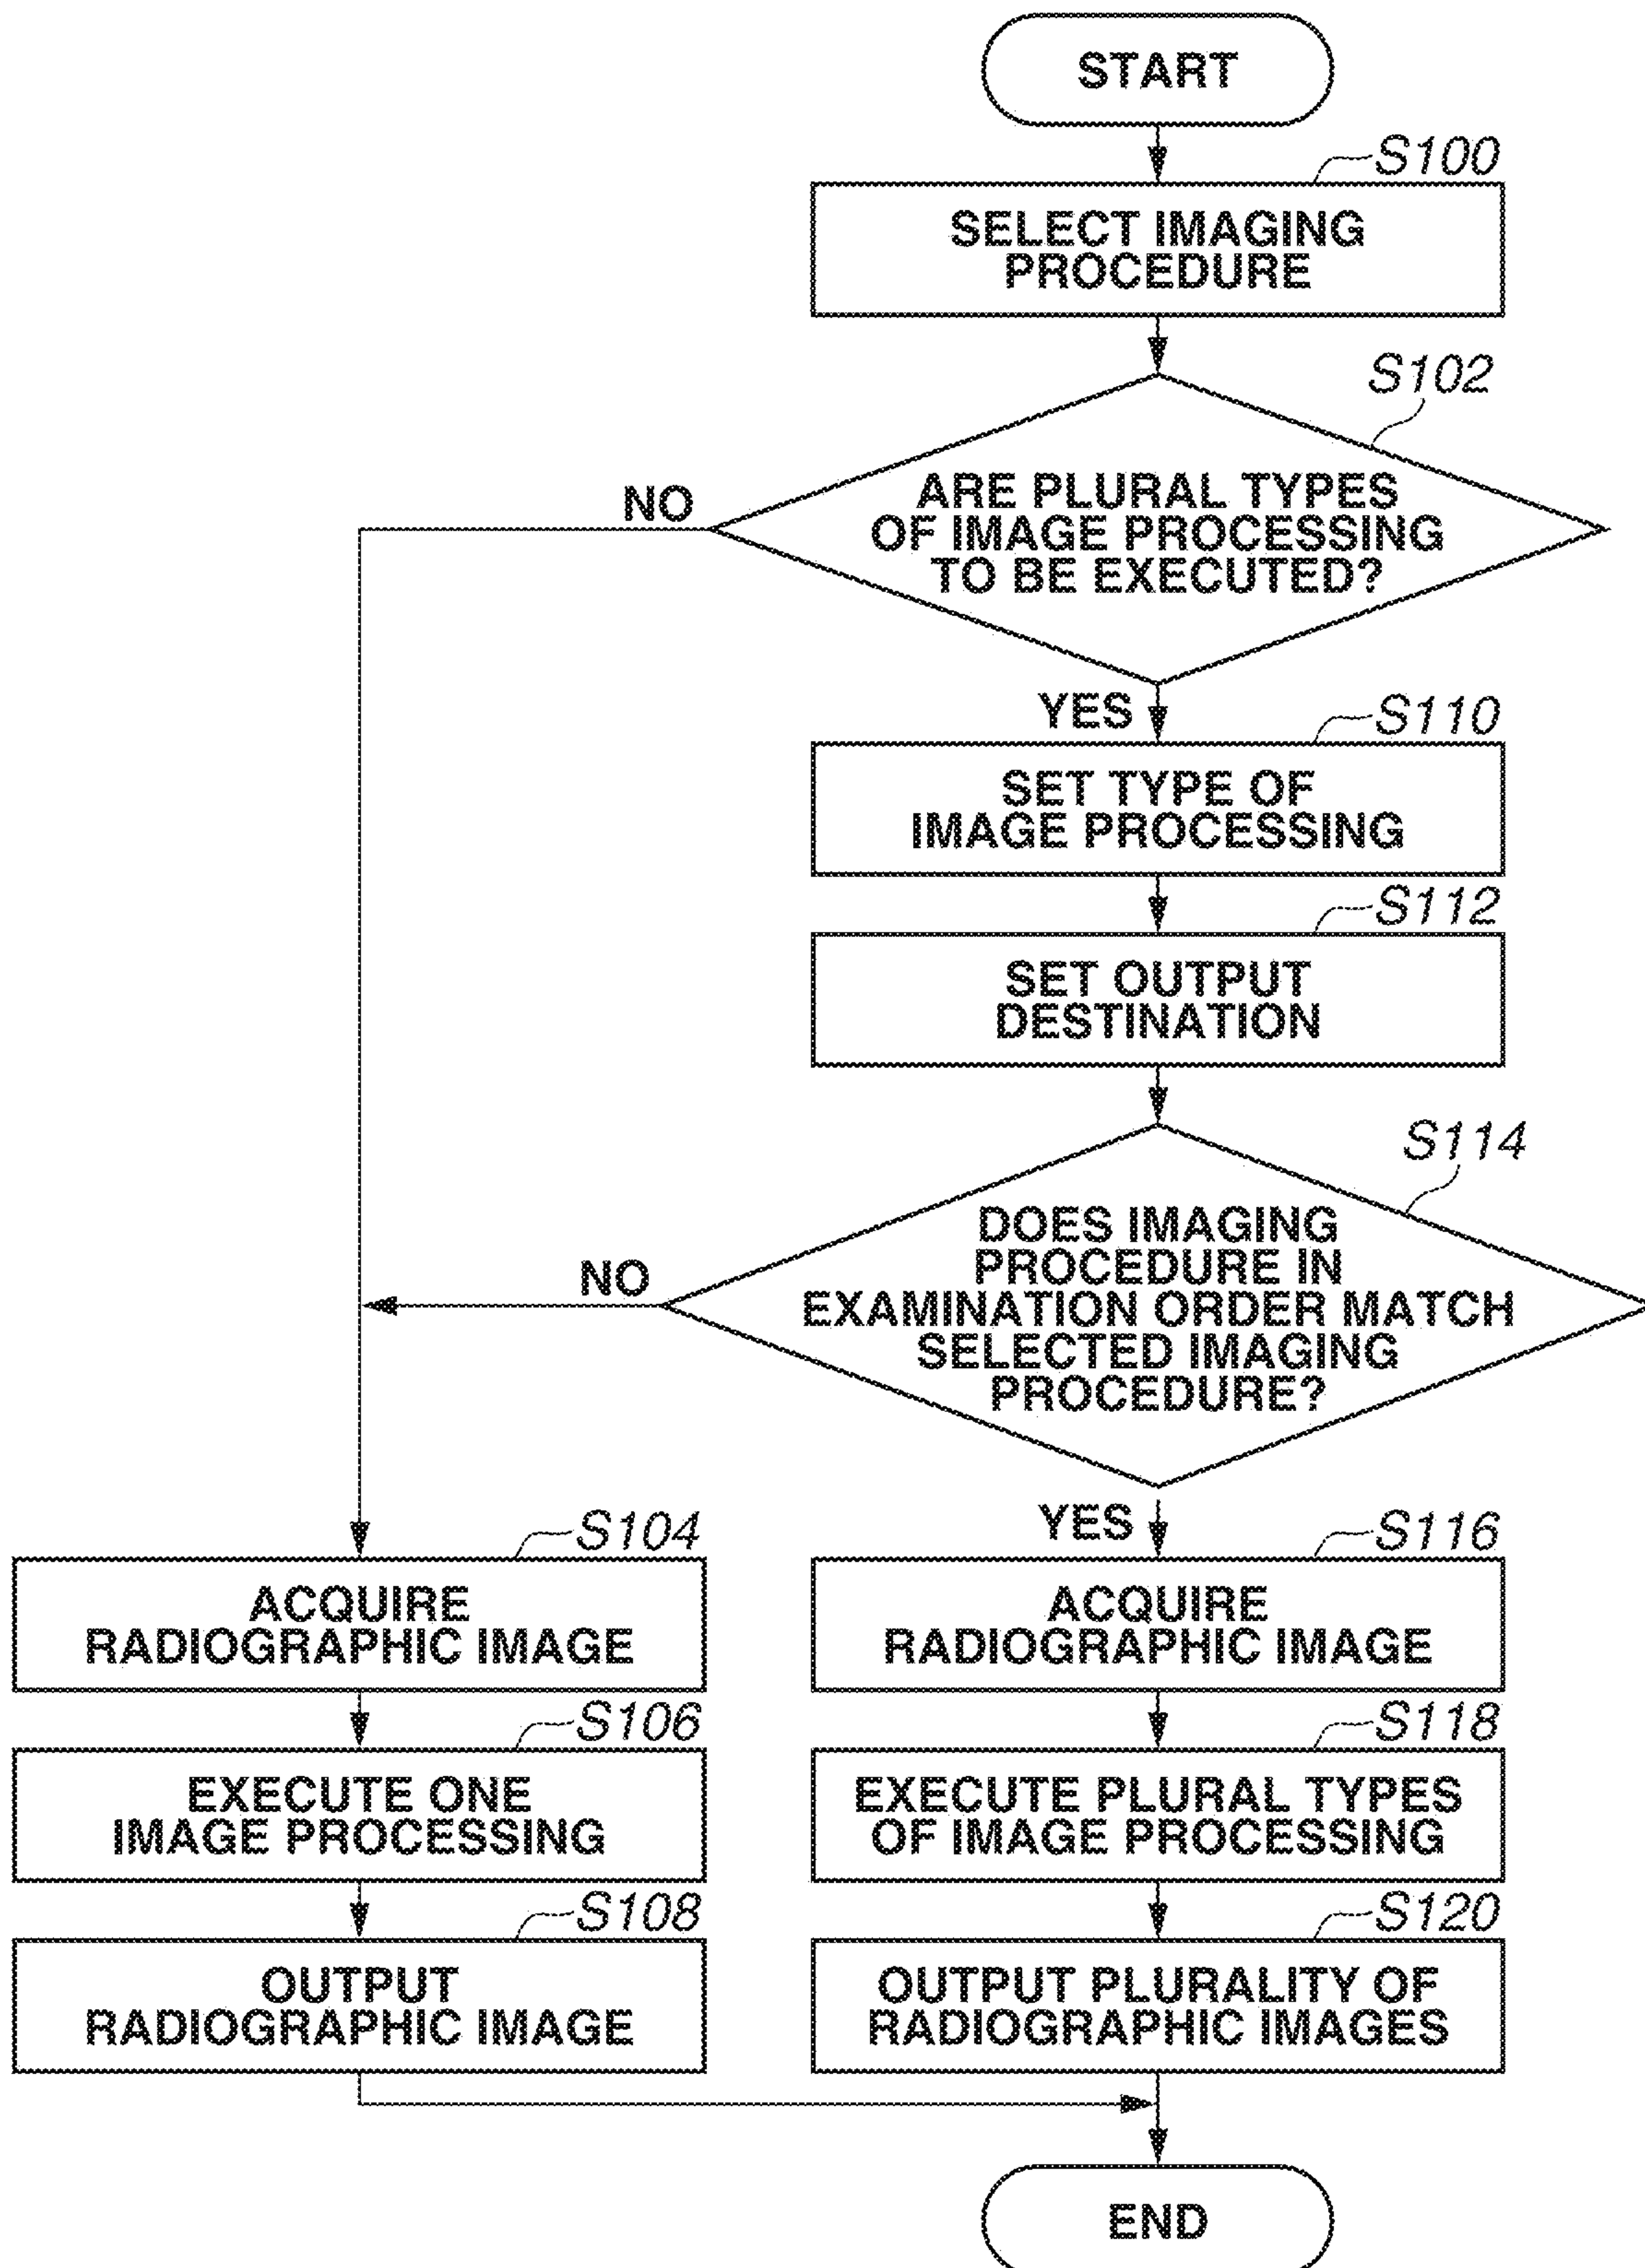 START
S100
SELECT IMAGING
PROCEDURE
S102
ARE PLURAL TYPES
OF IMAGE PROCESSING
TO BE EXECUTED?
NO
YES
S110
SET TYPE OF
IMAGE PROCESSING
S112
SET OUTPUT
DESTINATION
S114
DOES IMAGING
PROCEDURE IN
EXAMINATION ORDER MATCH
SELECTED IMAGING
PROCEDURE?
NO
YES
S104
ACQUIRE
RADIOGRAPHIC IMAGE
S106
EXECUTE ONE
IMAGE PROCESSING
S108
OUTPUT
RADIOGRAPHIC IMAGE
S116
ACQUIRE
RADIOGRAPHIC IMAGE
S118
EXECUTE PLURAL TYPES
OF IMAGE PROCESSING
S120
OUTPUT PLURALITY OF
RADIOGRAPHIC IMAGES
END